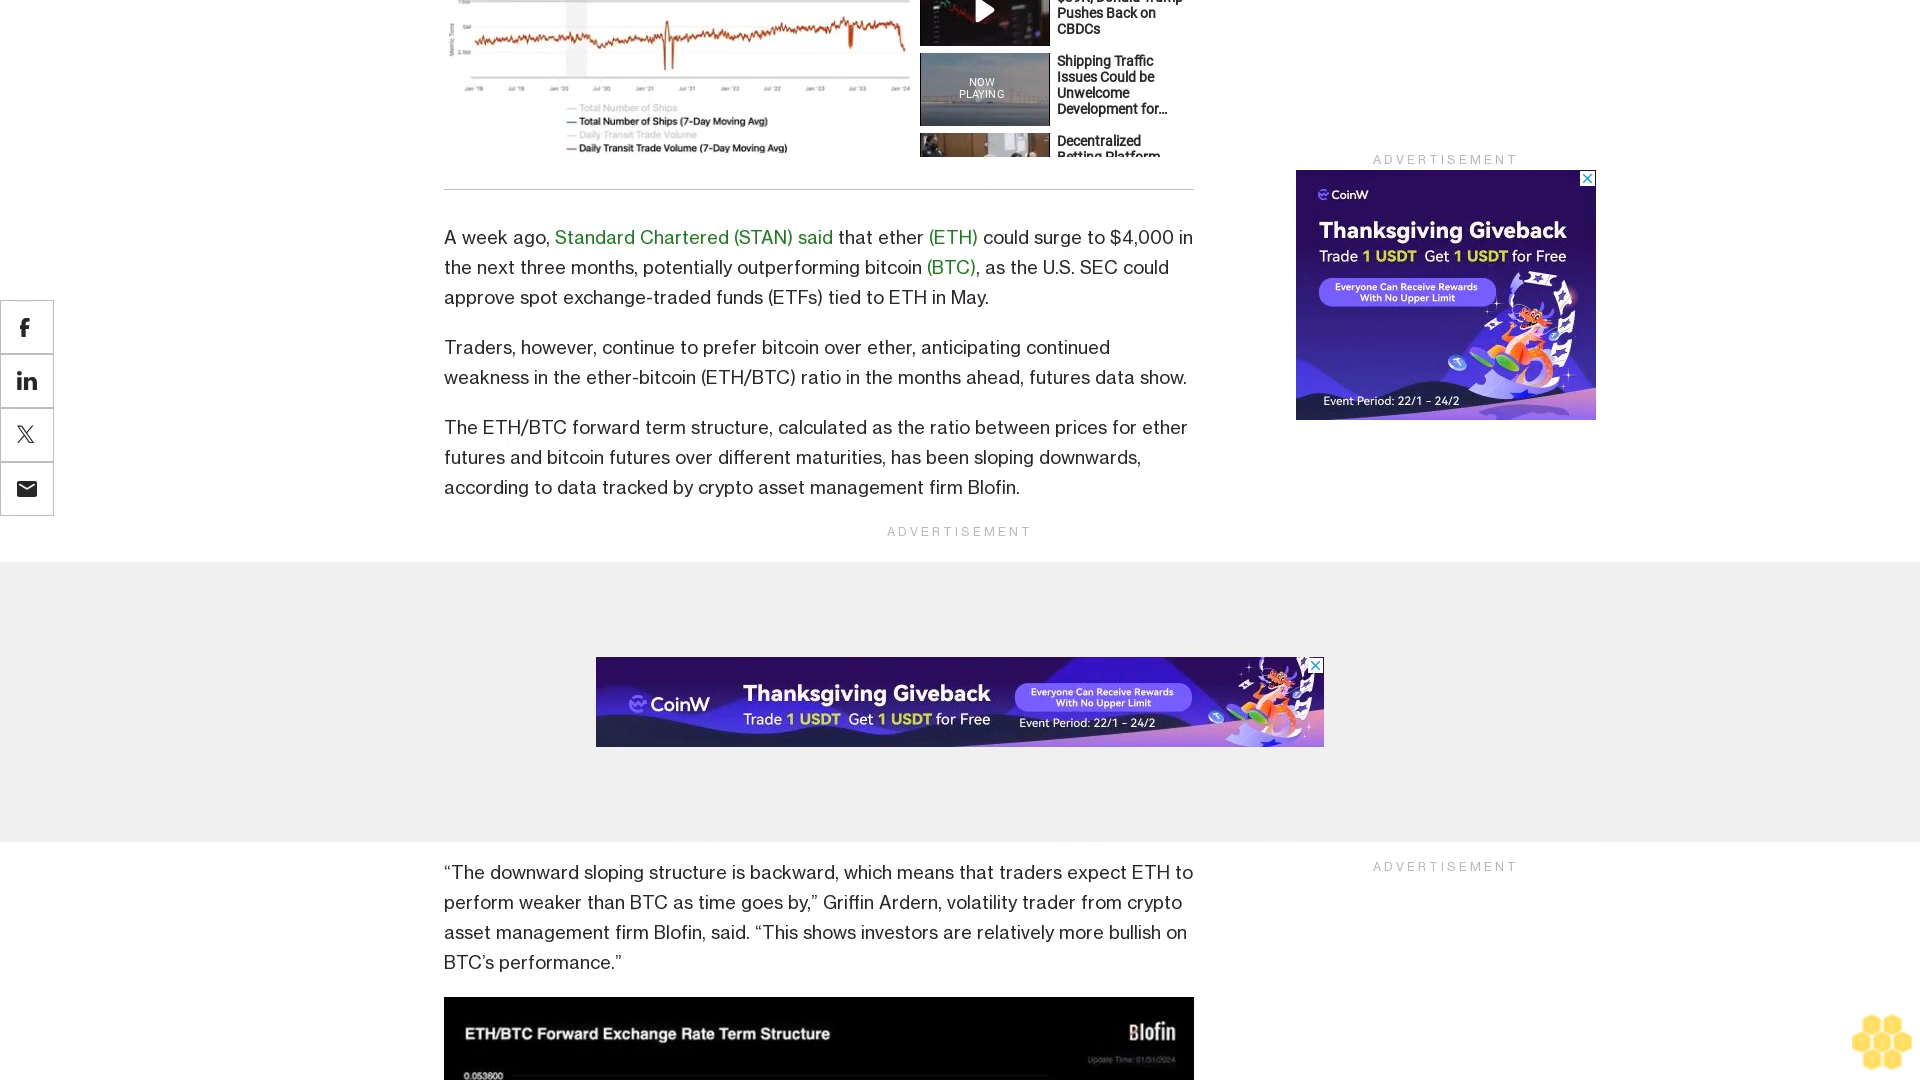 7.5M
5M
2.5M
Metric Tons
Jan '19 Jul '19 Jan '20 Jul '20 Jan '21 Jul '21 Jan '22 Jul '22 Jan '23 Jul '23 Jan '24
— Total Number of Ships
— Total Number of Ships (7-Day Moving Avg)
— Daily Transit Trade Volume
— Daily Transit Trade Volume (7-Day Moving Avg)
Pushes Back on
CBDCs
NOW
PLAYING
Shipping Traffic
Issues Could be
Unwelcome
Development for...
Decentralized
Betting Platform
A week ago, Standard Chartered (STAN) said that ether (ETH) could surge to $4,000 in
the next three months, potentially outperforming bitcoin (BTC), as the U.S. SEC could
approve spot exchange-traded funds (ETFs) tied to ETH in May.
Traders, however, continue to prefer bitcoin over ether, anticipating continued
weakness in the ether-bitcoin (ETH/BTC) ratio in the months ahead, futures data show.
The ETH/BTC forward term structure, calculated as the ratio between prices for ether
futures and bitcoin futures over different maturities, has been sloping downwards,
according to data tracked by crypto asset management firm Blofin.
ADVERTISEMENT
CoinW
Thanksgiving Giveback
Trade 1 USDT Get 1 USDT for Free
Everyone Can Receive Rewards
With No Upper Limit
Event Period: 22/1 - 24/2
ADVERTISEMENT
CoinW
Thanksgiving Giveback
Trade 1 USDT Get 1 USDT for Free
Everyone Can Receive Rewards
With No Upper Limit
Event Period: 22/1 - 24/2
“The downward sloping structure is backward, which means that traders expect ETH to
perform weaker than BTC as time goes by,” Griffin Ardern, volatility trader from crypto
asset management firm Blofin, said. “This shows investors are relatively more bullish on
BTC’s performance.”
ADVERTISEMENT
ETH/BTC Forward Exchange Rate Term Structure
Blofin
Update Time: 01/31/2024
0.053600